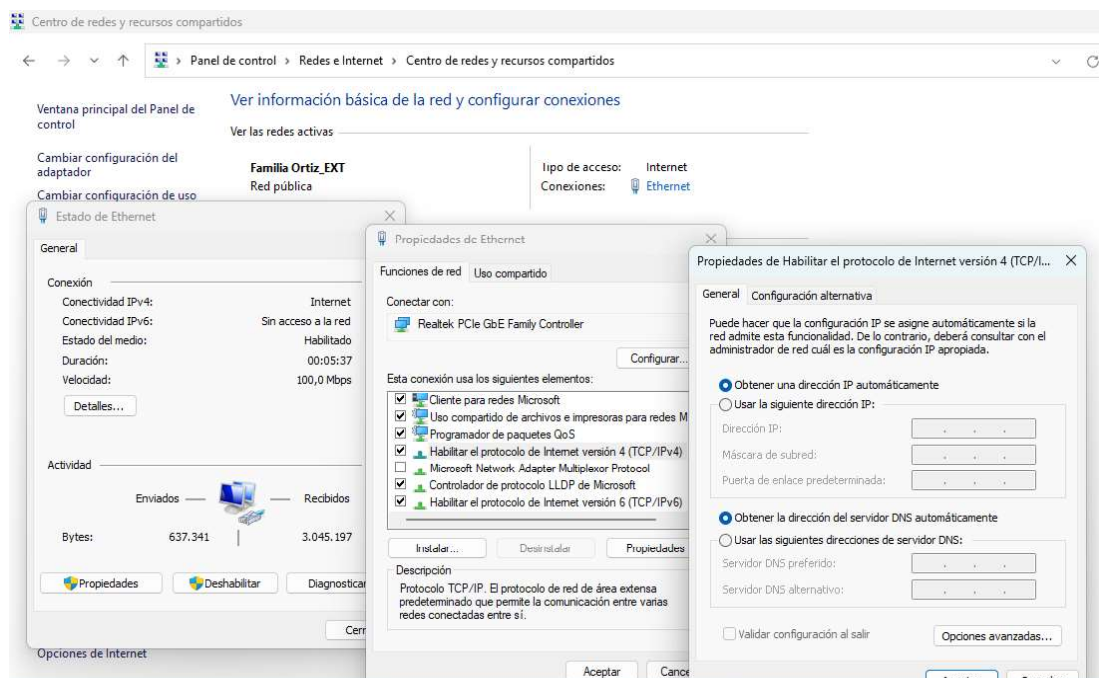 Centro de redes y recursos compartidos
Panel de control > Redes e Internet > Centro de redes y recursos compartidos
Ventana principal del Panel de
control
Cambiar configuración del
adaptador
Cambiar configuración de uso
Ver información básica de la red y configurar conexiones
Ver las redes activas
Familia Ortiz_EXT
Red pública
Tipo de acceso: Internet
Conexiones: Ethernet
Estado de Ethernet
General
Conexión
Conectividad IPv4: Internet
Conectividad IPv6: Sin acceso a la red
Estado del medio: Habilitado
Duración: 00:05:37
Velocidad: 100,0 Mbps
Detalles...
Actividad
Enviados — Recibidos
Bytes: 637.341 3.045.197
Propiedades Deshabilitar Diagnosticar
Cerr
Opciones de Internet
Propiedades de Ethernet
Funciones de red Uso compartido
Conectar con:
Realtek PCIe GbE Family Controller
Configurar...
Esta conexión usa los siguientes elementos:
Cliente para redes Microsoft
Uso compartido de archivos e impresoras para redes M
Programador de paquetes QoS
Habilitar el protocolo de Internet versión 4 (TCP/IPv4)
Microsoft Network Adapter Multiplexor Protocol
Controlador de protocolo LLDP de Microsoft
Habilitar el protocolo de Internet versión 6 (TCP/IPv6)
Instalar... Desinstalar Propiedades
Descripción
Protocolo TCP/IP. El protocolo de red de área extensa
predeterminado que permite la comunicación entre varias
redes conectadas entre sí.
Aceptar Cance
Propiedades de Habilitar el protocolo de Internet versión 4 (TCP/I...
General Configuración alternativa
Puede hacer que la configuración IP se asigne automáticamente si la
red admite esta funcionalidad. De lo contrario, deberá consultar con el
administrador de red cuál es la configuración IP apropiada.
Obtener una dirección IP automáticamente
Usar la siguiente dirección IP:
Dirección IP:
Máscara de subred:
Puerta de enlace predeterminada:
Obtener la dirección del servidor DNS automáticamente
Usar las siguientes direcciones de servidor DNS:
Servidor DNS preferido:
Servidor DNS alternativo:
Validar configuración al salir
Opciones avanzadas...